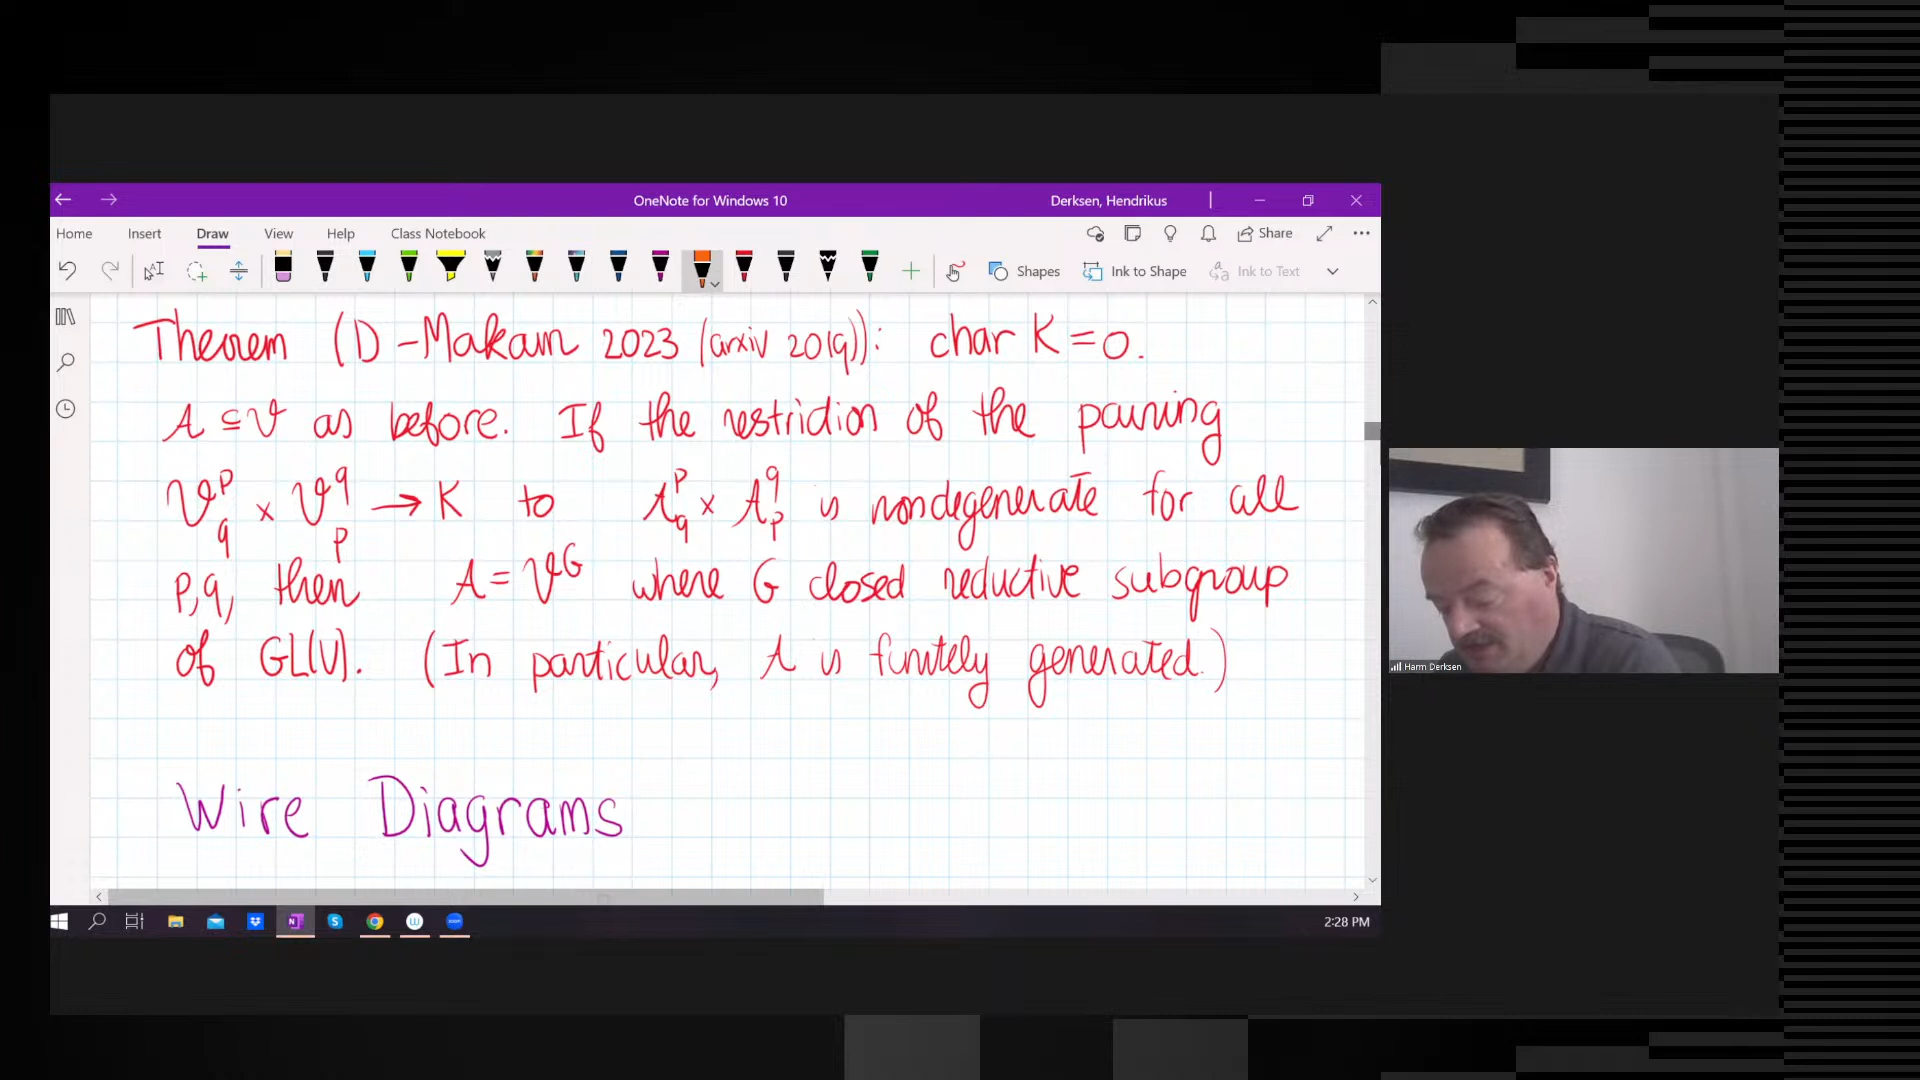 OneNote for Windows 10
Derksen, Hendrikus
Home Insert Draw View Help Class Notebook
Share
Shapes Ink to Shape Ink to Text
Theorem (D-Makam 2023 (arxiv 2019)): char K = 0.
𝒜 ⊆ 𝒱 as before. If the restriction of the pairing
𝒱^p_q × 𝒱^q_p → K to 𝒜^p_q × 𝒜^q_p is nondegenerate for all
p,q, then 𝒜 = 𝒱^G where G closed reductive subgroup
of GL(V). (In particular, 𝒜 is finitely generated.)
Wire Diagrams
Harm Derksen
2:28 PM